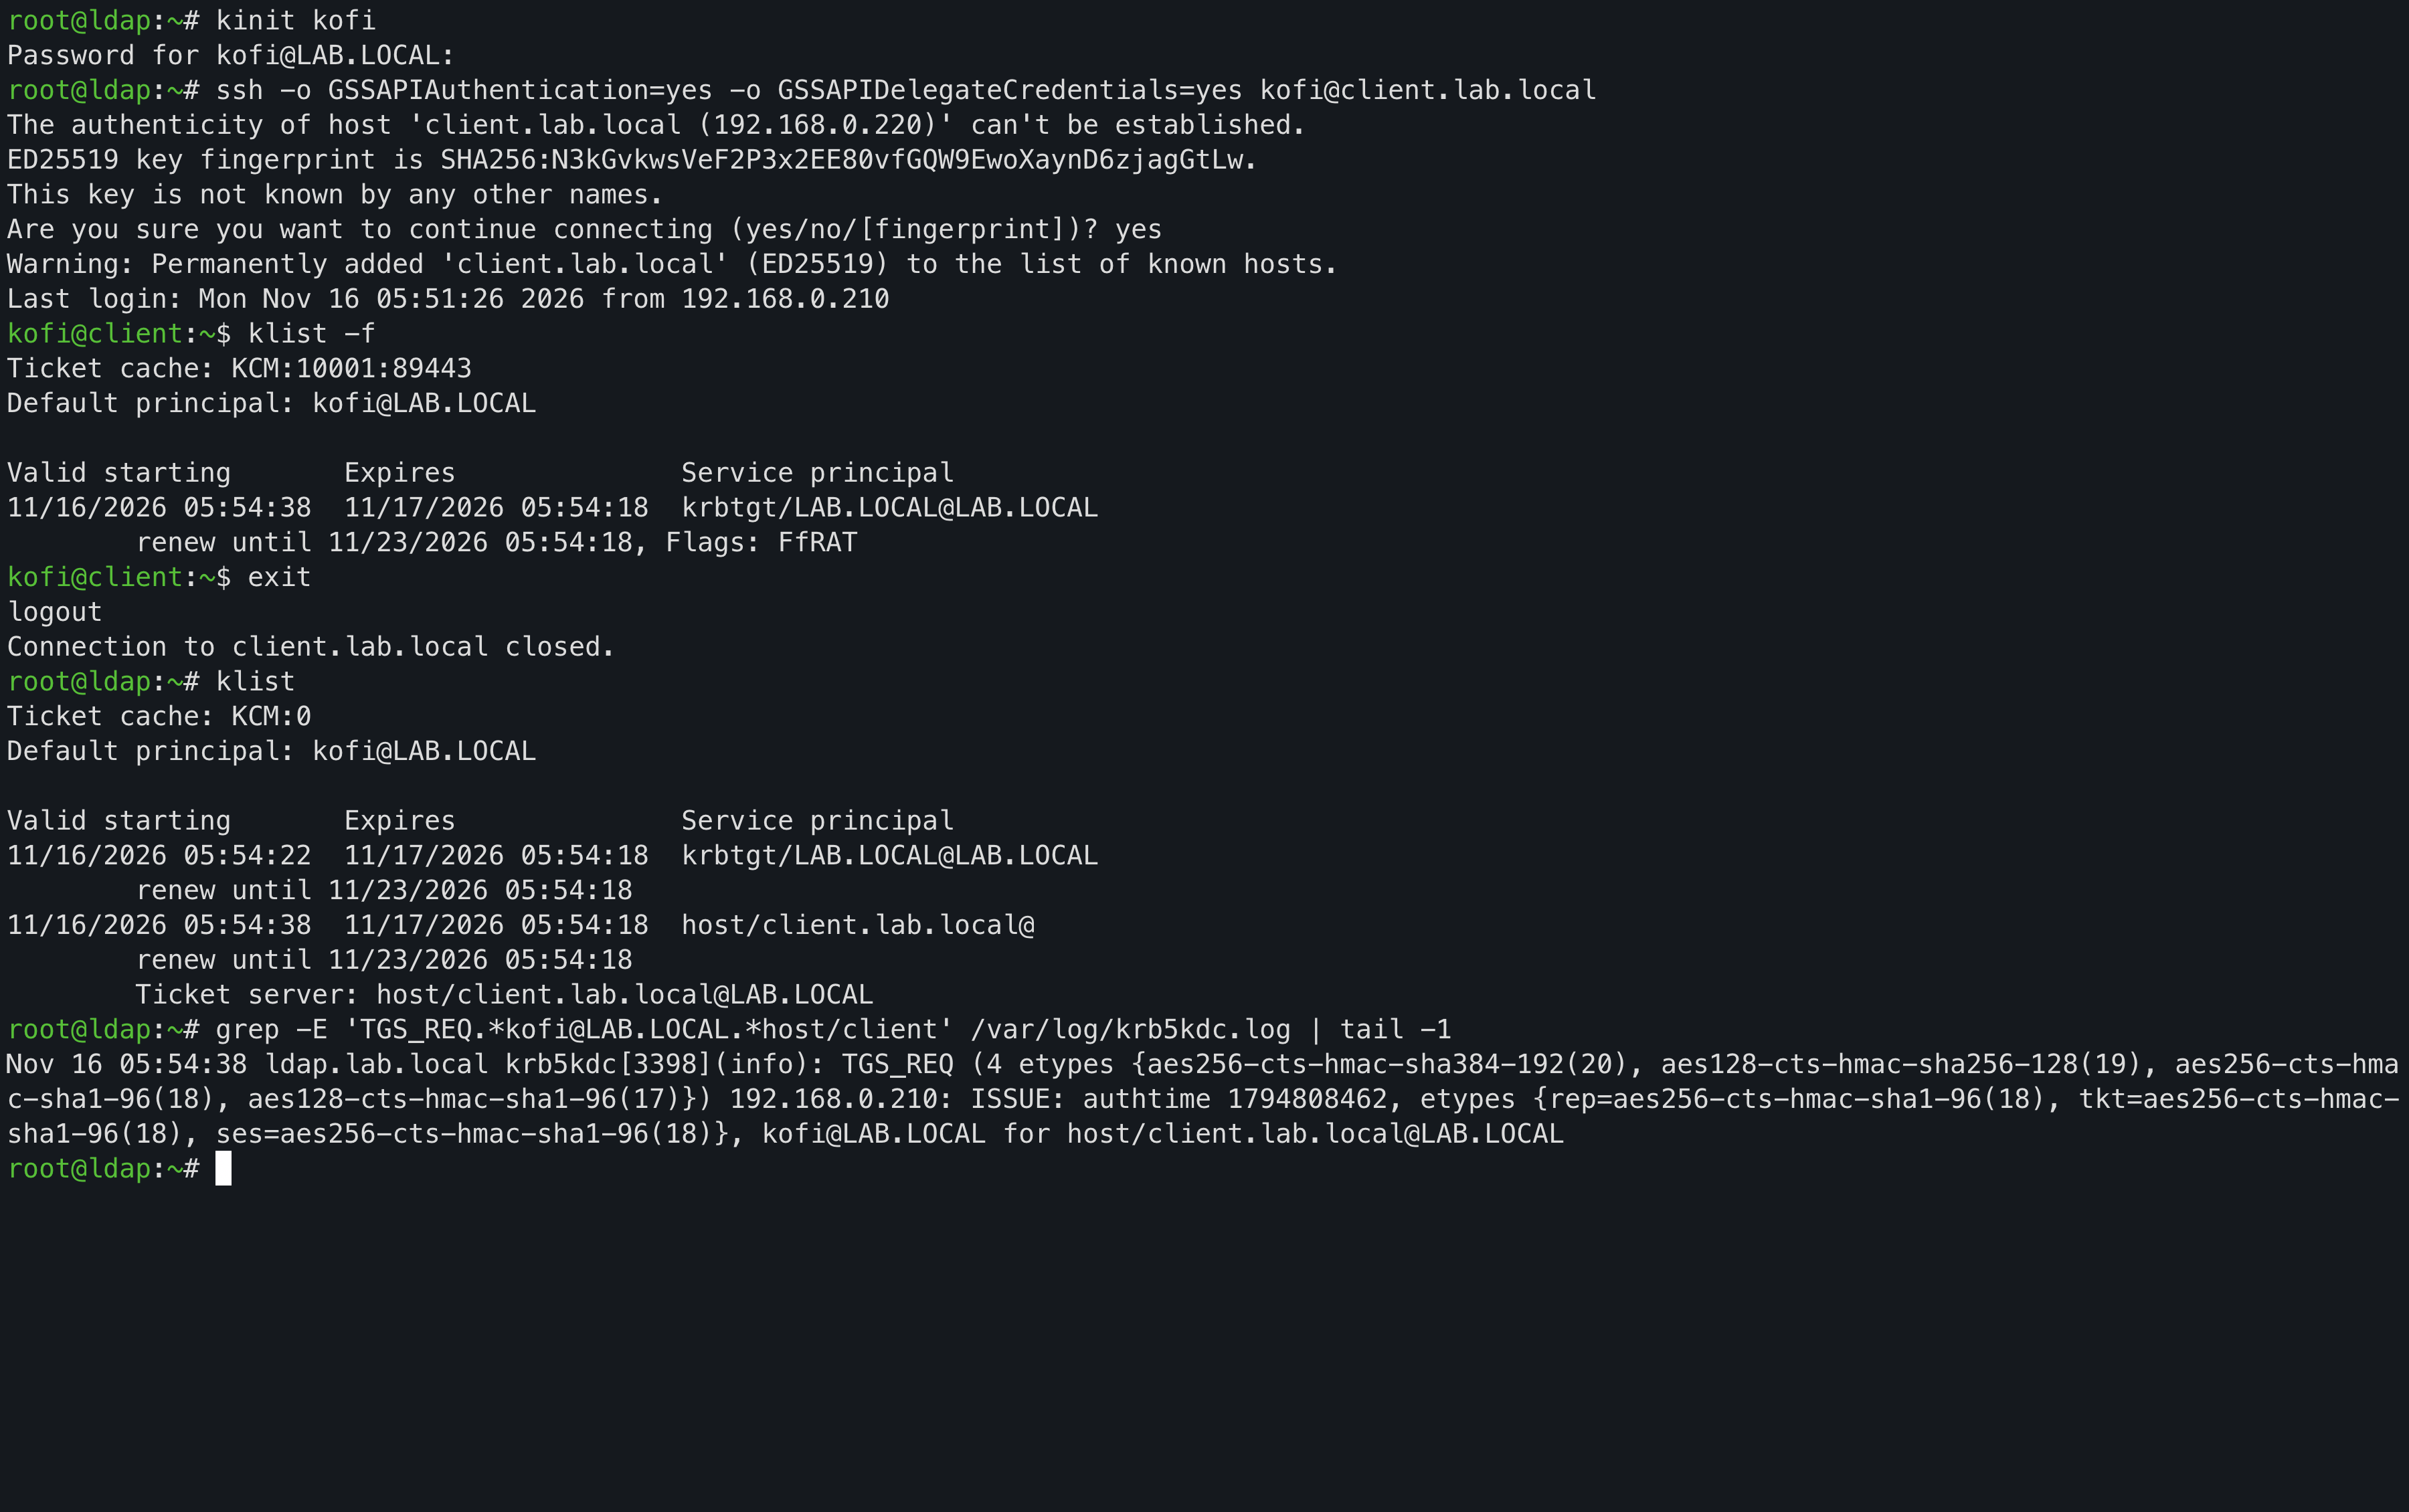 root@ldap:~# kinit kofi
Password for kofi@LAB.LOCAL:
root@ldap:~# ssh -o GSSAPIAuthentication=yes -o GSSAPIDelegateCredentials=yes kofi@client.lab.local
The authenticity of host 'client.lab.local (192.168.0.220)' can't be established.
ED25519 key fingerprint is SHA256:N3kGvkwsVeF2P3x2EE80vfGQW9EwoXaynD6zjagGtLw.
This key is not known by any other names.
Are you sure you want to continue connecting (yes/no/[fingerprint])? yes
Warning: Permanently added 'client.lab.local' (ED25519) to the list of known hosts.
Last login: Mon Nov 16 05:51:26 2026 from 192.168.0.210
kofi@client:~$ klist -f
Ticket cache: KCM:10001:89443
Default principal: kofi@LAB.LOCAL

Valid starting       Expires              Service principal
11/16/2026 05:54:38  11/17/2026 05:54:18  krbtgt/LAB.LOCAL@LAB.LOCAL
        renew until 11/23/2026 05:54:18, Flags: FfRAT
kofi@client:~$ exit
logout
Connection to client.lab.local closed.
root@ldap:~# klist
Ticket cache: KCM:0
Default principal: kofi@LAB.LOCAL

Valid starting       Expires              Service principal
11/16/2026 05:54:22  11/17/2026 05:54:18  krbtgt/LAB.LOCAL@LAB.LOCAL
        renew until 11/23/2026 05:54:18
11/16/2026 05:54:38  11/17/2026 05:54:18  host/client.lab.local@
        renew until 11/23/2026 05:54:18
        Ticket server: host/client.lab.local@LAB.LOCAL
root@ldap:~# grep -E 'TGS_REQ.*kofi@LAB.LOCAL.*host/client' /var/log/krb5kdc.log | tail -1
Nov 16 05:54:38 ldap.lab.local krb5kdc[3398](info): TGS_REQ (4 etypes {aes256-cts-hmac-sha384-192(20), aes128-cts-hmac-sha256-128(19), aes256-cts-hma
c-sha1-96(18), aes128-cts-hmac-sha1-96(17)}) 192.168.0.210: ISSUE: authtime 1794808462, etypes {rep=aes256-cts-hmac-sha1-96(18), tkt=aes256-cts-hmac-
sha1-96(18), ses=aes256-cts-hmac-sha1-96(18)}, kofi@LAB.LOCAL for host/client.lab.local@LAB.LOCAL
root@ldap:~#